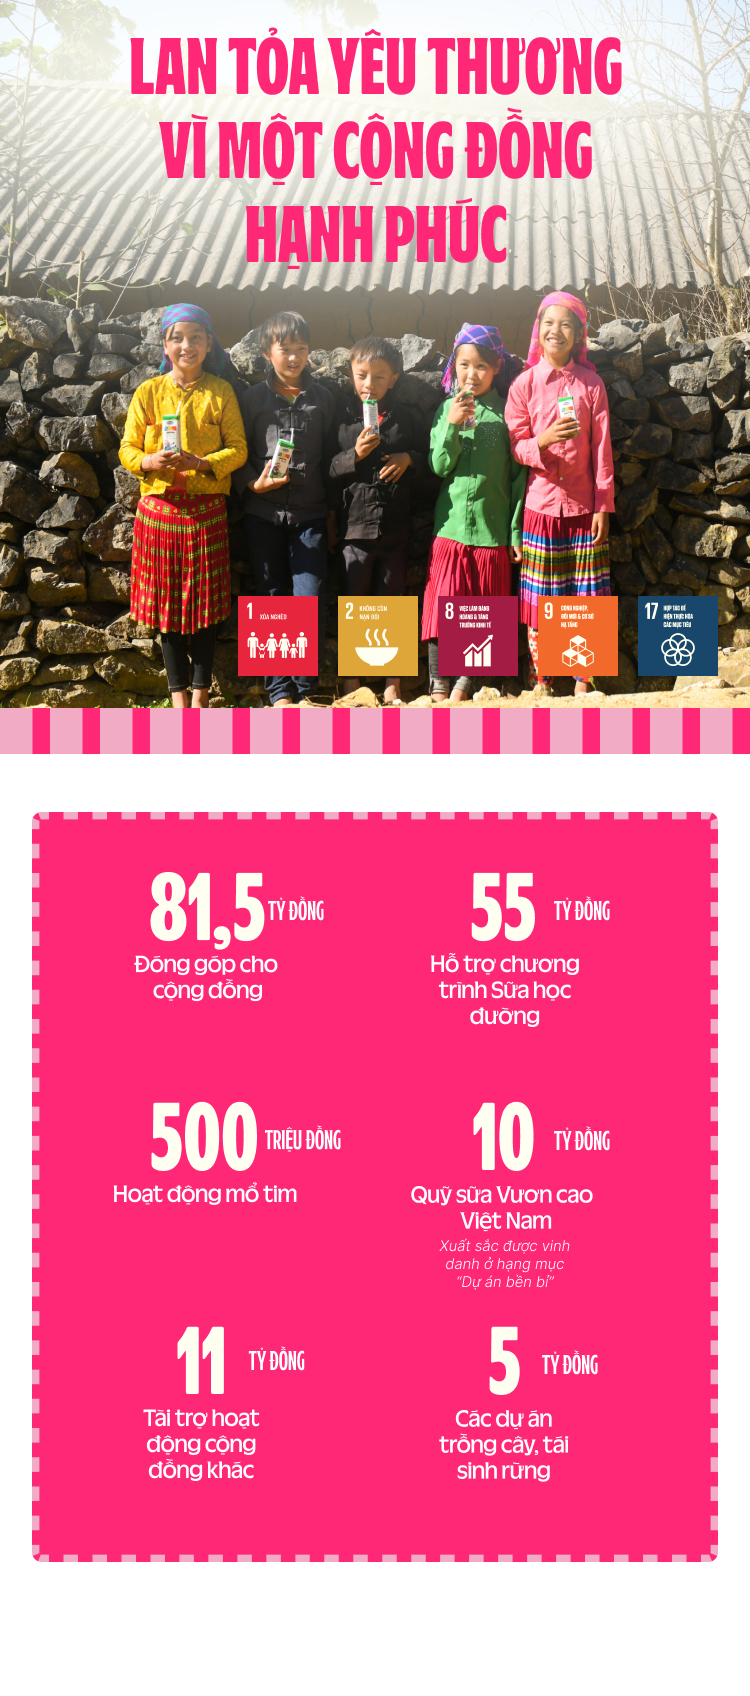 LAN TỎA YÊU THƯƠNG
VÌ MỘT CỘNG ĐỒNG
HẠNH PHÚC
1 XÓA NGHÈO
2 KHÔNG CÒN
NẠN ĐÓI
8 VIỆC LÀM ĐÀNG
HOÀNG & TĂNG
TRƯỞNG KINH TẾ
9 CÔNG NGHIỆP,
ĐỔI MỚI & CƠ SỞ
HẠ TẦNG
17 HỢP TÁC ĐỂ
HIỆN THỰC HÓA
CÁC MỤC TIÊU
81,5 TỶ ĐỒNG
Đóng góp cho
cộng đồng
55 TỶ ĐỒNG
Hỗ trợ chương
trình Sữa học
đường
500 TRIỆU ĐỒNG
Hoạt động mổ tim
10 TỶ ĐỒNG
Quỹ sữa Vươn cao
Việt Nam
Xuất sắc được vinh
danh ở hạng mục
“Dự án bền bỉ”
11 TỶ ĐỒNG
Tài trợ hoạt
động cộng
đồng khác
5 TỶ ĐỒNG
Các dự án
trồng cây, tái
sinh rừng